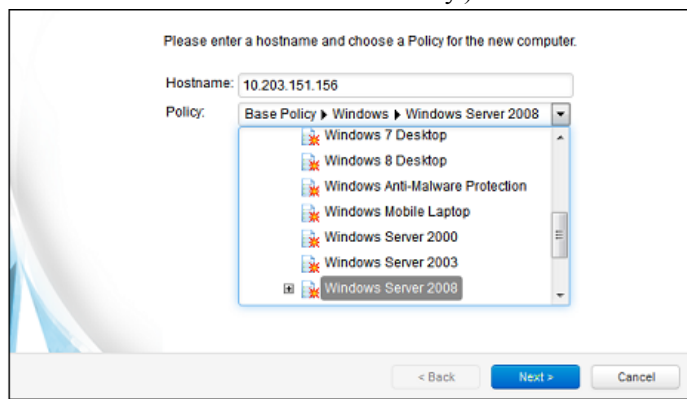 Please enter a hostname and choose a Policy for the new computer.
Hostname: 10.203.151.156
Policy: Base Policy ▶ Windows ▶ Windows Server 2008
Windows 7 Desktop
Windows 8 Desktop
Windows Anti-Malware Protection
Windows Mobile Laptop
Windows Server 2000
Windows Server 2003
Windows Server 2008
< Back Next > Cancel